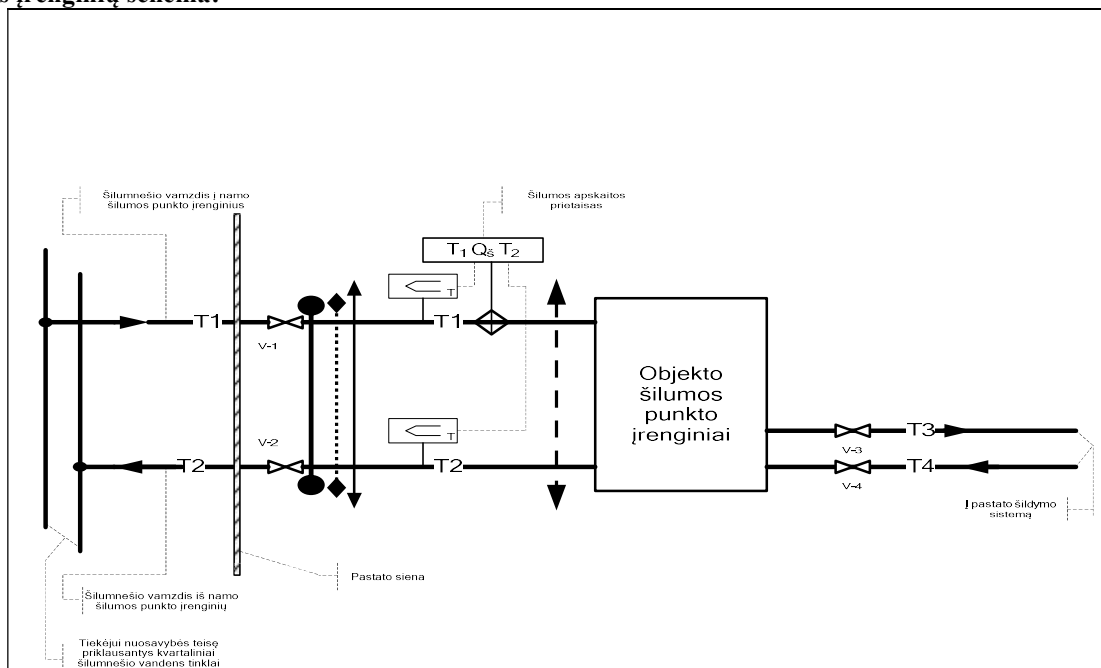 įrenginių schema:
Šilumnešio vamzdis į namo
šilumos punkto įrenginius
Šilumos apskaitos
prietaisas
T1 Qš T2
T
T1
T1
V-1
Objekto
šilumos
punkto
įrenginiai
T
V-2
T2
T2
T3
V-3
T4
V-4
Į pastato šildymo
sistemą
Pastato siena
Šilumnešio vamzdis iš namo
šilumos punkto įrenginių
Tiekėjui nuosavybės teisę
priklausantys kvartaliniai
šilumnešio vandens tinklai